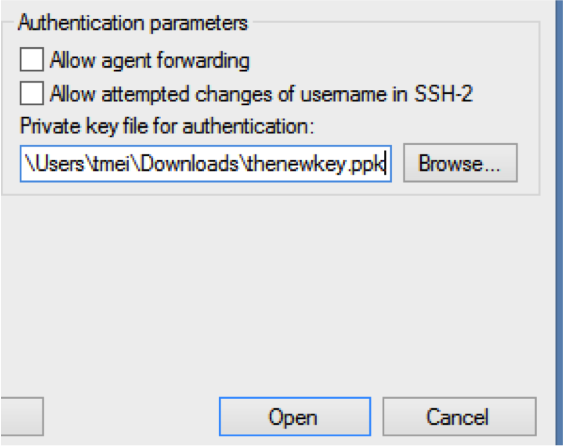 Authentication parameters
Allow agent forwarding
Allow attempted changes of username in SSH-2
Private key file for authentication:
\Users\tmei\Downloads\thenewkey.ppk Browse...
Open Cancel